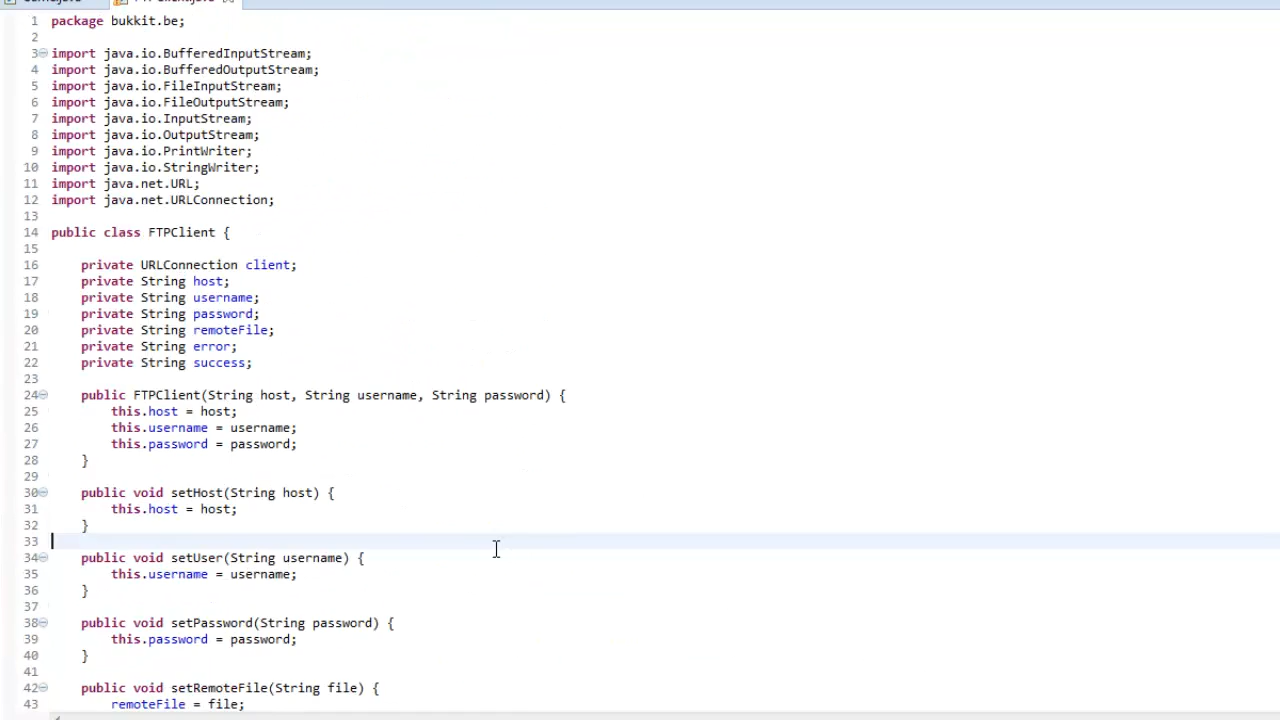 1 package bukkit.be;
2
3 import java.io.BufferedInputStream;
4 import java.io.BufferedOutputStream;
5 import java.io.FileInputStream;
6 import java.io.FileOutputStream;
7 import java.io.InputStream;
8 import java.io.OutputStream;
9 import java.io.PrintWriter;
10 import java.io.StringWriter;
11 import java.net.URL;
12 import java.net.URLConnection;
13
14 public class FTPClient {
15
16     private URLConnection client;
17     private String host;
18     private String username;
19     private String password;
20     private String remoteFile;
21     private String error;
22     private String success;
23
24     public FTPClient(String host, String username, String password) {
25         this.host = host;
26         this.username = username;
27         this.password = password;
28     }
29
30     public void setHost(String host) {
31         this.host = host;
32     }
33
34     public void setUser(String username) {
35         this.username = username;
36     }
37
38     public void setPassword(String password) {
39         this.password = password;
40     }
41
42     public void setRemoteFile(String file) {
43         remoteFile = file;